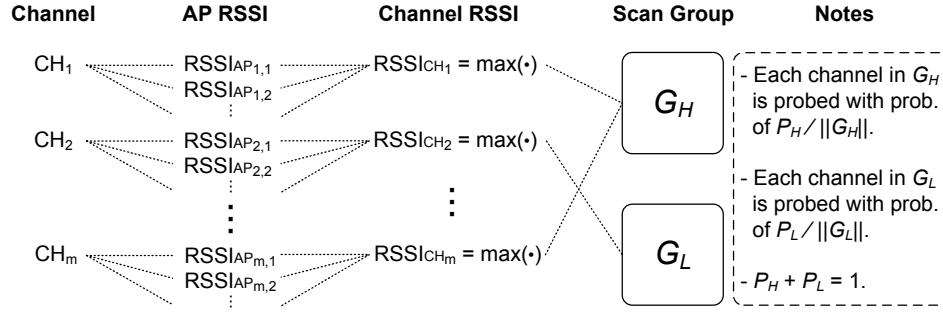 Channel AP RSSI Channel RSSI Scan Group Notes
CH1 RSSIAP1,1 RSSICH1 = max(•)
RSSIAP1,2
CH2 RSSIAP2,1 RSSICH2 = max(•)
RSSIAP2,2
CHm RSSIAPm,1 RSSICHm = max(•)
RSSIAPm,2
GH
GL
- Each channel in GH
is probed with prob.
of PH / ||GH||.
- Each channel in GL
is probed with prob.
of PL / ||GL||.
- PH + PL = 1.